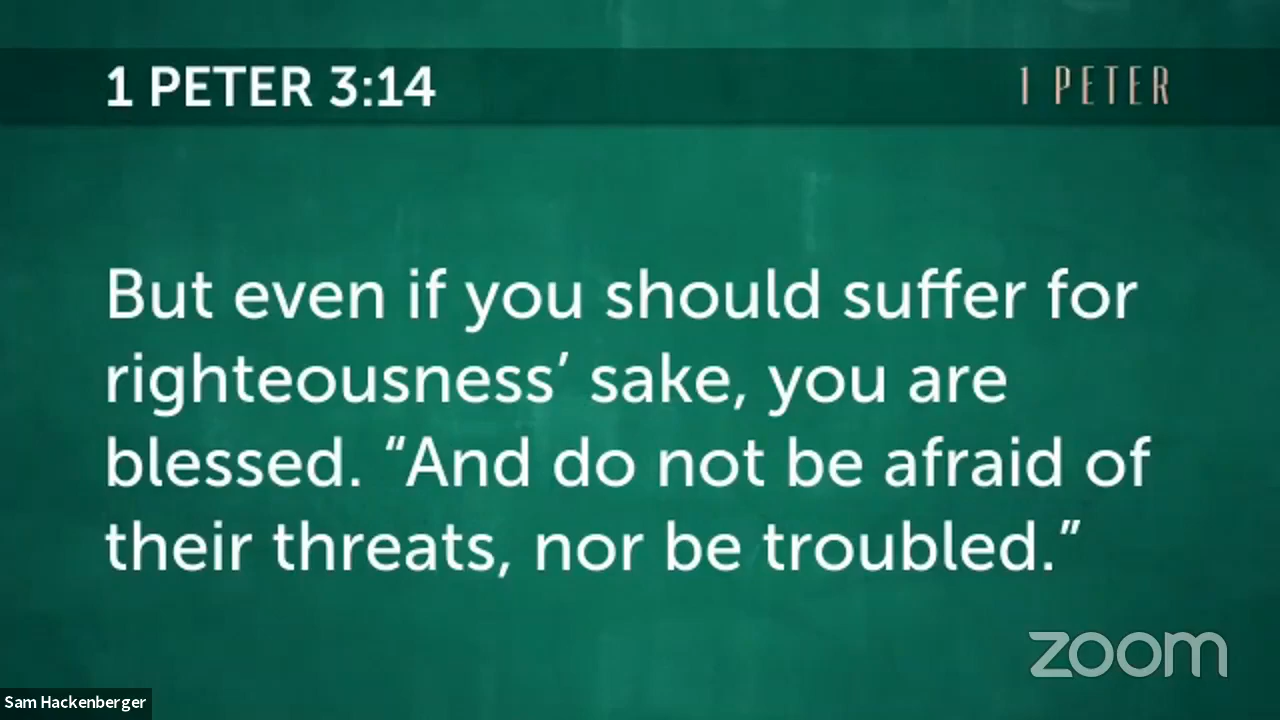 1 PETER 3:14
1 PETER
But even if you should suffer for
righteousness’ sake, you are
blessed. “And do not be afraid of
their threats, nor be troubled.”
zoom
Sam Hackenberger